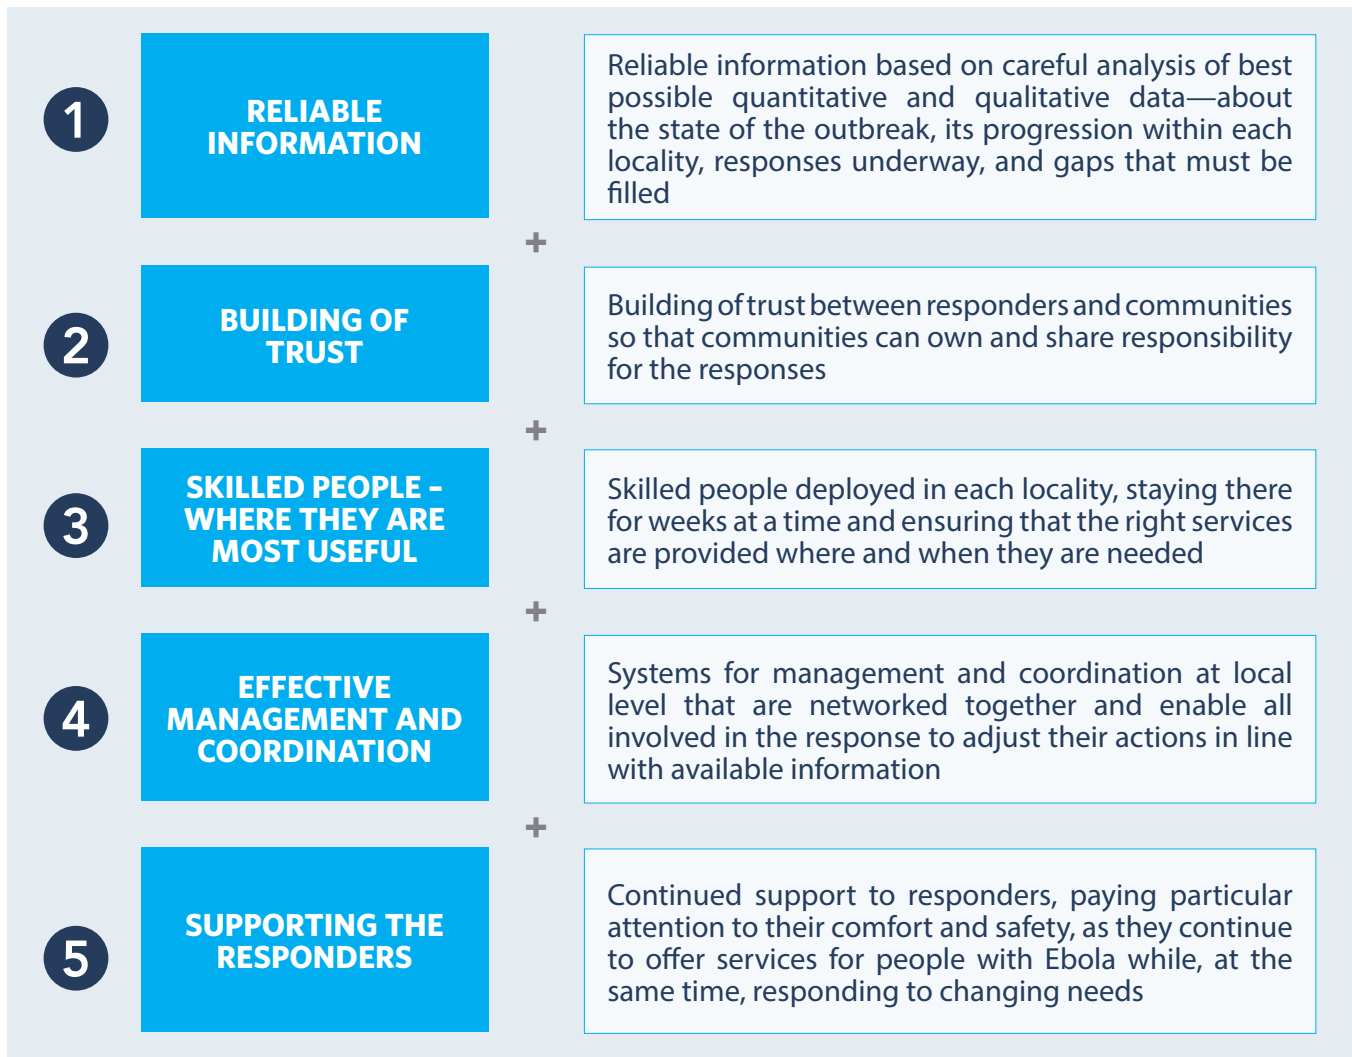 1
RELIABLE
INFORMATION
Reliable information based on careful analysis of best
possible quantitative and qualitative data—about
the state of the outbreak, its progression within each
locality, responses underway, and gaps that must be
filled
+
2
BUILDING OF
TRUST
Building of trust between responders and communities
so that communities can own and share responsibility
for the responses
+
3
SKILLED PEOPLE –
WHERE THEY ARE
MOST USEFUL
Skilled people deployed in each locality, staying there
for weeks at a time and ensuring that the right services
are provided where and when they are needed
+
4
EFFECTIVE
MANAGEMENT AND
COORDINATION
Systems for management and coordination at local
level that are networked together and enable all
involved in the response to adjust their actions in line
with available information
+
5
SUPPORTING THE
RESPONDERS
Continued support to responders, paying particular
attention to their comfort and safety, as they continue
to offer services for people with Ebola while, at the
same time, responding to changing needs